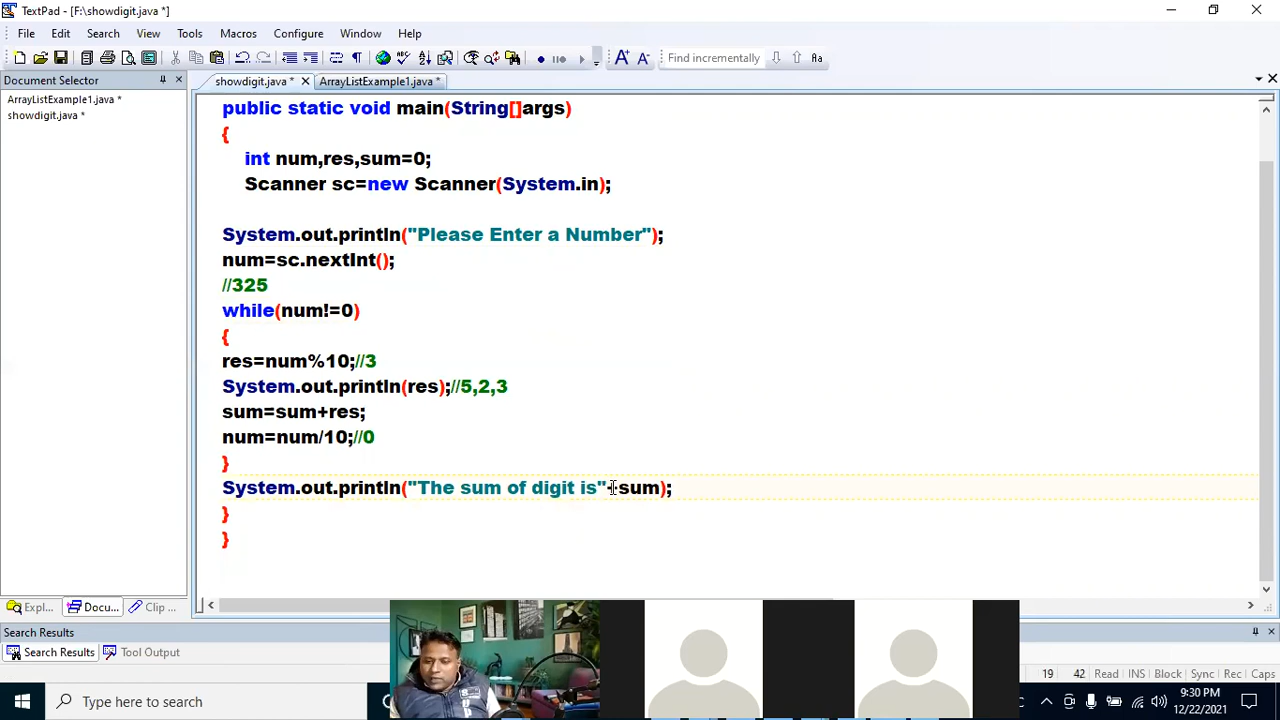 TextPad - [F:\showdigit.java *]
File Edit Search View Tools Macros Configure Window Help
Find incrementally
Document Selector
showdigit.java * ArrayListExample1.java *
ArrayListExample1.java *
showdigit.java *
public static void main(String[]args)
{
int num,res,sum=0;
Scanner sc=new Scanner(System.in);
System.out.println("Please Enter a Number");
num=sc.nextInt();
//325
while(num!=0)
{
res=num%10;//3
System.out.println(res);//5,2,3
sum=sum+res;
num=num/10;//0
}
System.out.println("The sum of digit is"+sum);
}
}
Expl... Docu... Clip ...
Search Results
Search Results Tool Output
19 42 Read INS Block Sync Rec Caps
Type here to search
9:30 PM
12/22/2021